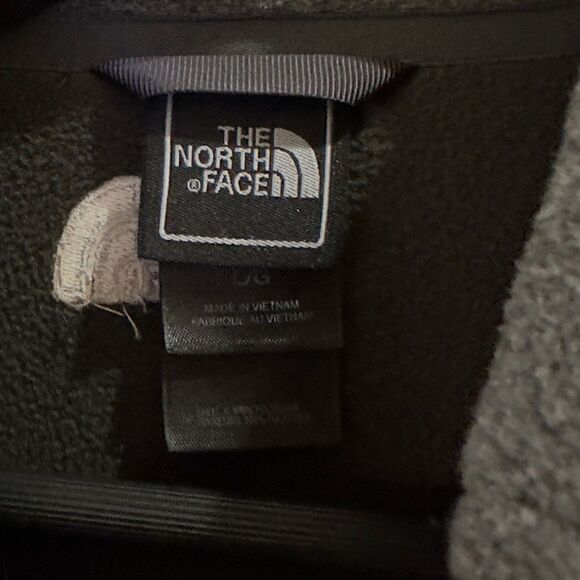 THE
NORTH
® FACE
L/G
MADE IN VIETNAM
FABRIQUE AU VIETNAM